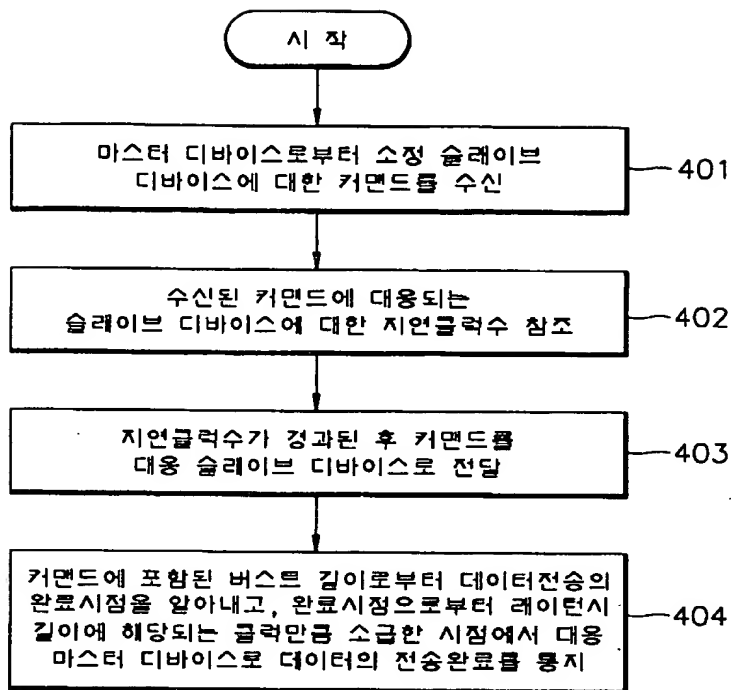 시 작
마스터 디바이스로부터 소정 슬레이브
디바이스에 대한 커맨드를 수신
401
수신된 커맨드에 대응되는
슬레이브 디바이스에 대한 지연클럭수 참조
402
지연클럭수가 경과된 후 커맨드를
대응 슬레이브 디바이스로 전달
403
커맨드에 포함된 버스트 길이로부터 데이터전송의
완료시점을 알아내고, 완료시점으로부터 래이턴시
길이에 해당되는 클럭만큼 소급한 시점에서 대응
마스터 디바이스로 데이터의 전송완료를 통지
404